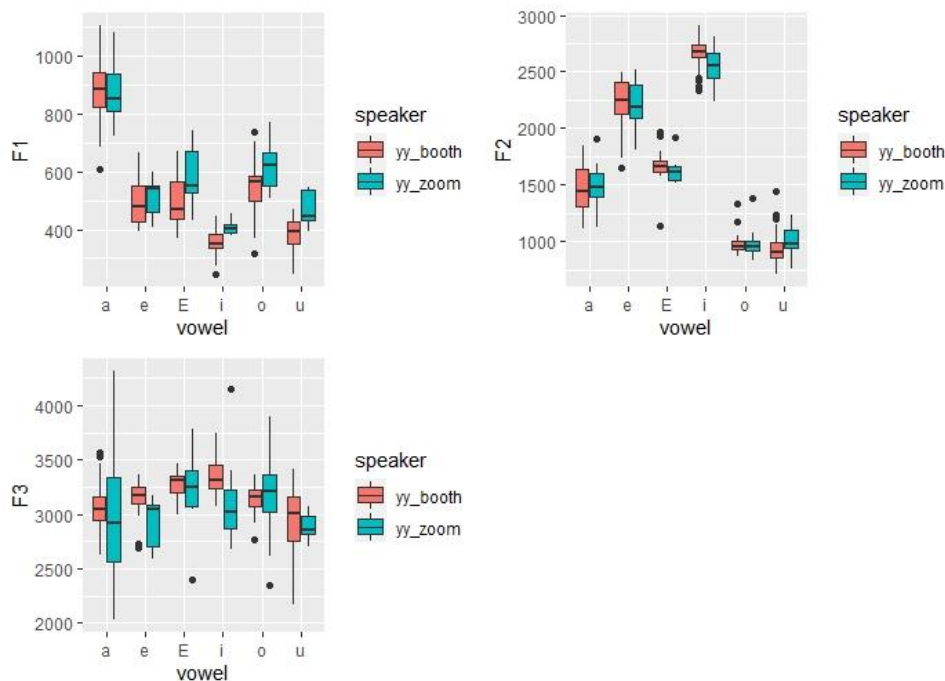 F1
1000
800
600
400
a e E i o u
vowel
speaker
yy_booth
yy_zoom
F2
3000
2500
2000
1500
1000
a e E i o u
vowel
speaker
yy_booth
yy_zoom
F3
4000
3500
3000
2500
2000
a e E i o u
vowel
speaker
yy_booth
yy_zoom